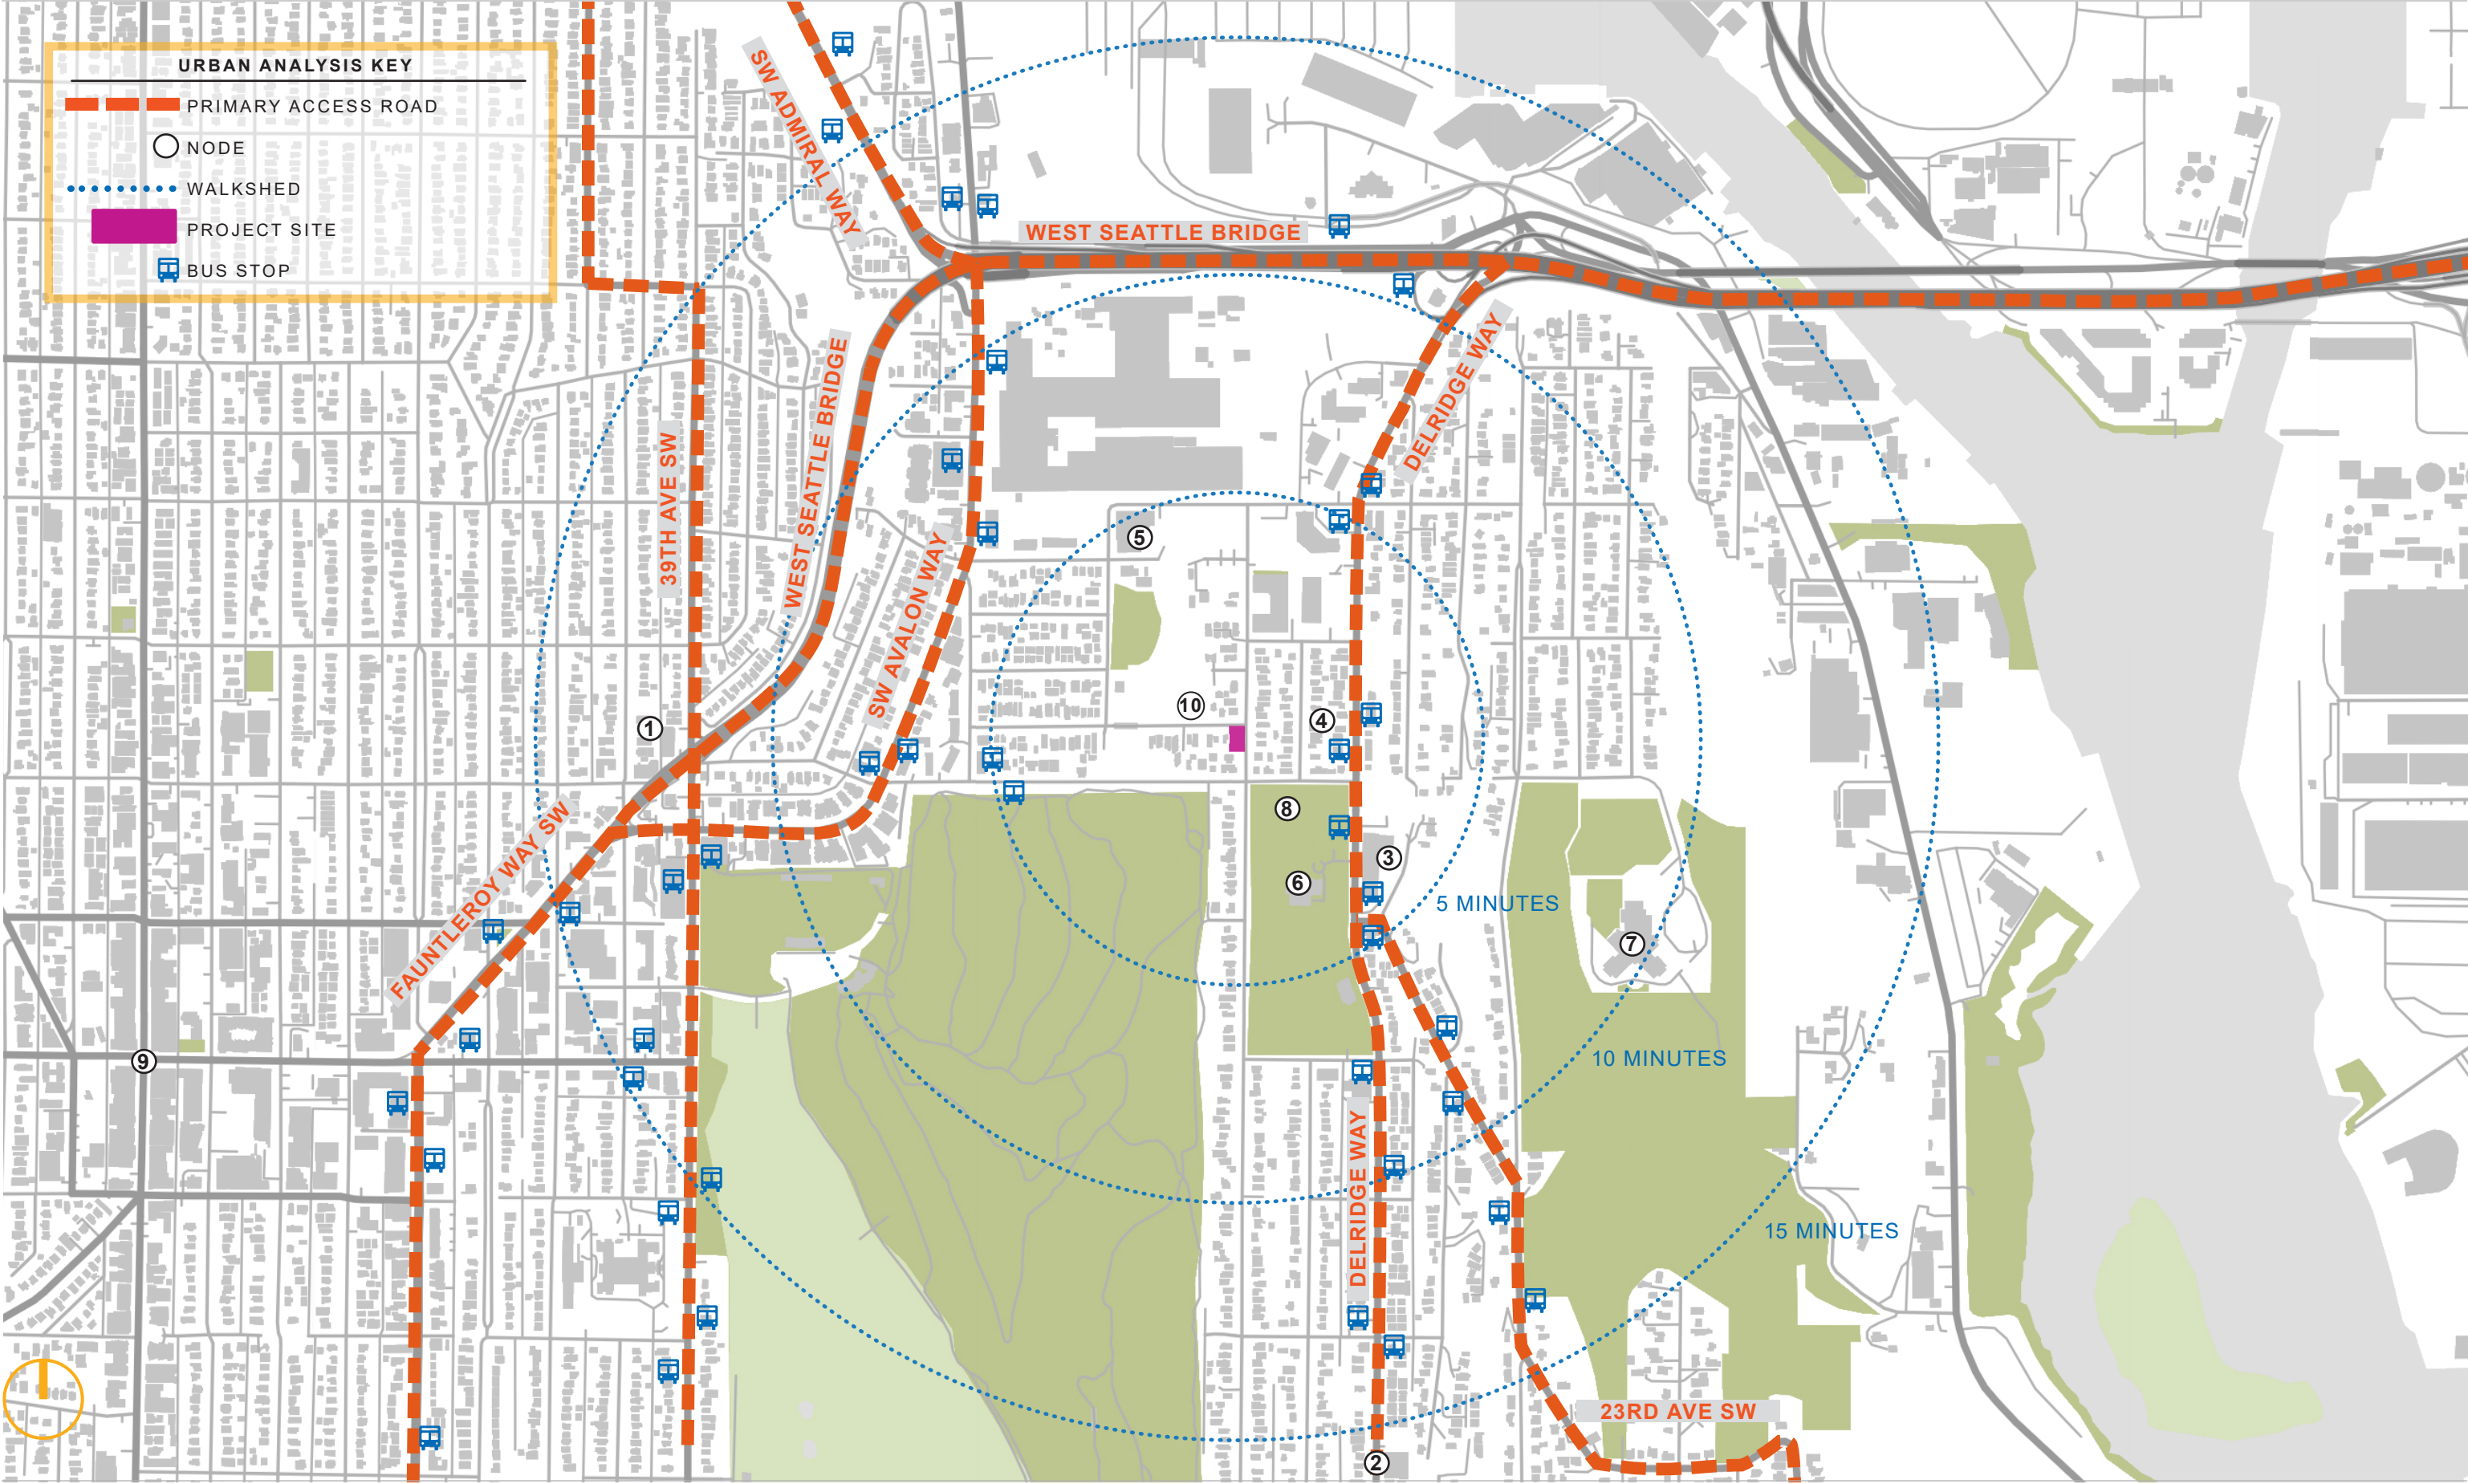 URBAN ANALYSIS KEY
PRIMARY ACCESS ROAD
NODE
WALKSHED
PROJECT SITE
BUS STOP
SW ADMIRAL WAY
WEST SEATTLE BRIDGE
DELRIDGE WAY
WEST SEATTLE BRIDGE
39TH AVE SW
SW AVALON WAY
5
10
4
1
8
3
6
FAUNTLEROY WAY SW
5 MINUTES
7
10 MINUTES
9
DELRIDGE WAY
15 MINUTES
23RD AVE SW
2